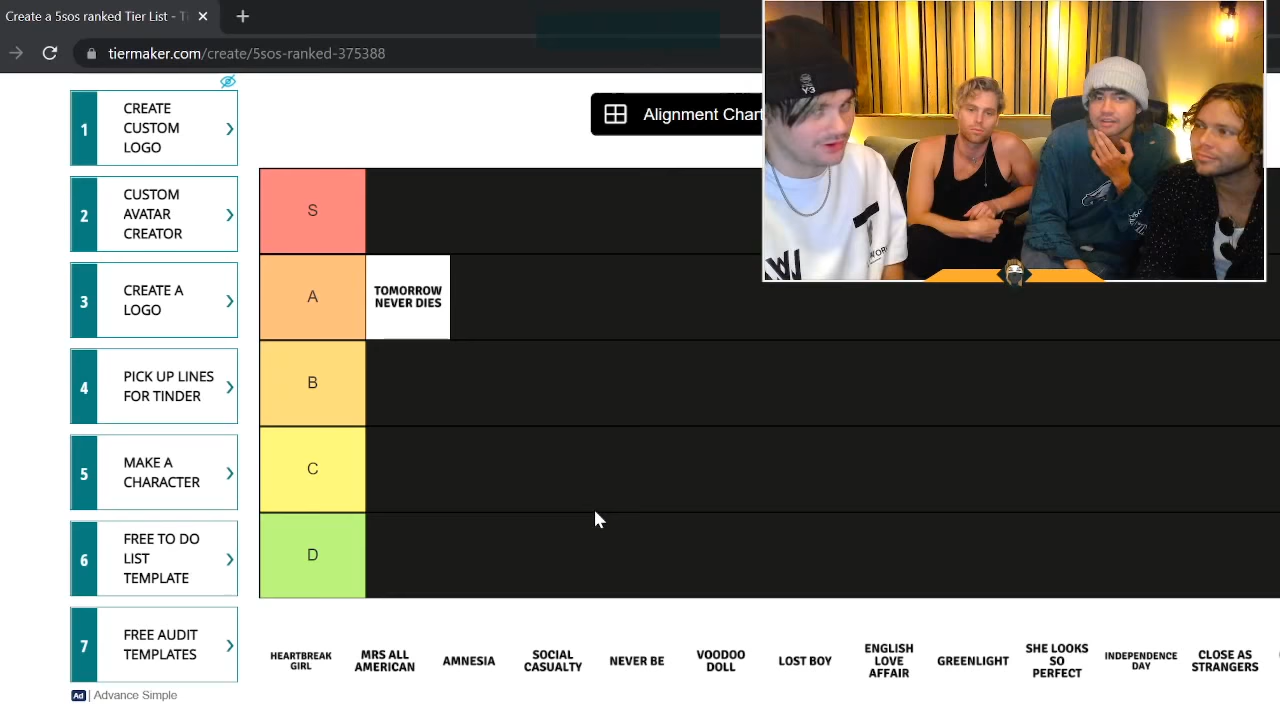 Create a 5sos ranked Tier List - Ti
tiermaker.com/create/5sos-ranked-375388
1
CREATE
CUSTOM
LOGO
2
CUSTOM
AVATAR
CREATOR
3
CREATE A
LOGO
4
PICK UP LINES
FOR TINDER
5
MAKE A
CHARACTER
6
FREE TO DO
LIST
TEMPLATE
7
FREE AUDIT
TEMPLATES
Ad | Advance Simple
Alignment Chart
Y-3
S
A
TOMORROW
NEVER DIES
B
C
D
HEARTBREAK
GIRL
MRS ALL
AMERICAN
AMNESIA
SOCIAL
CASUALTY
NEVER BE
VOODOO
DOLL
LOST BOY
ENGLISH
LOVE
AFFAIR
GREENLIGHT
SHE LOOKS
SO
PERFECT
INDEPENDENCE
DAY
CLOSE AS
STRANGERS